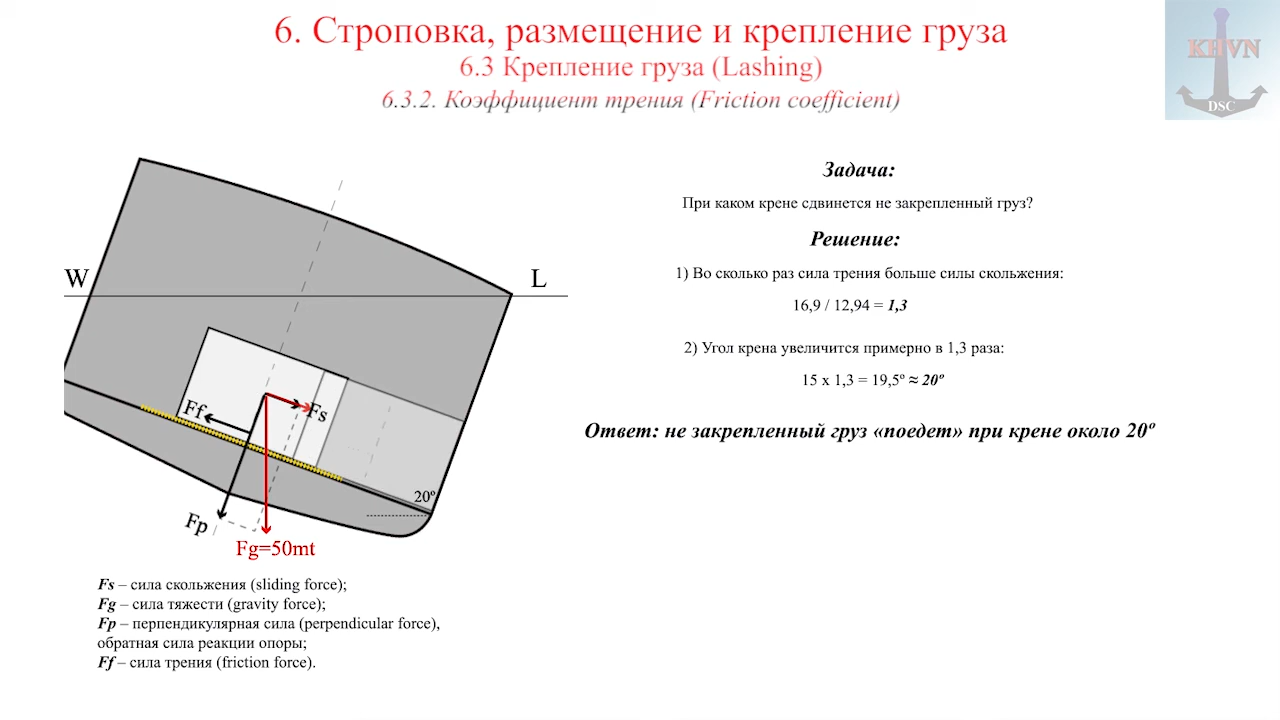 6. Строповка, размещение и крепление груза
6.3 Крепление груза (Lashing)
6.3.2. Коэффициент трения (Friction coefficient)
KHVN
DSC
Задача:
При каком крене сдвинется не закрепленный груз?
Решение:
1) Во сколько раз сила трения больше силы скольжения:
16,9 / 12,94 = 1,3
2) Угол крена увеличится примерно в 1,3 раза:
15 х 1,3 = 19,5º ≈ 20º
Ответ: не закрепленный груз «поедет» при крене около 20º
W
L
Ff
Fs
20º
Fp
Fg=50mt
Fs – сила скольжения (sliding force);
Fg – сила тяжести (gravity force);
Fp – перпендикулярная сила (perpendicular force),
обратная сила реакции опоры;
Ff – сила трения (friction force).